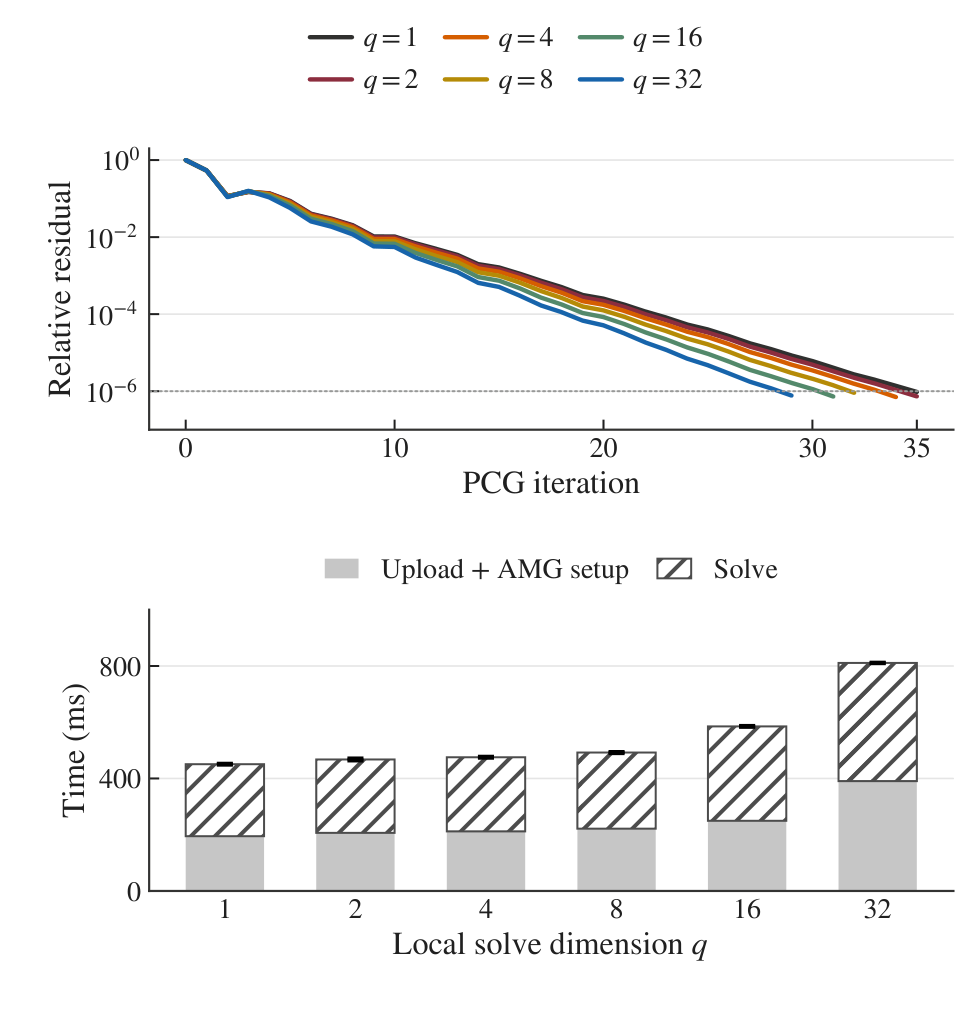 q = 1 q = 4 q = 16
q = 2 q = 8 q = 32
10⁰
10⁻²
10⁻⁴
10⁻⁶
Relative residual
0 10 20 30 35
PCG iteration
Upload + AMG setup Solve
800
400
0
Time (ms)
1 2 4 8 16 32
Local solve dimension q